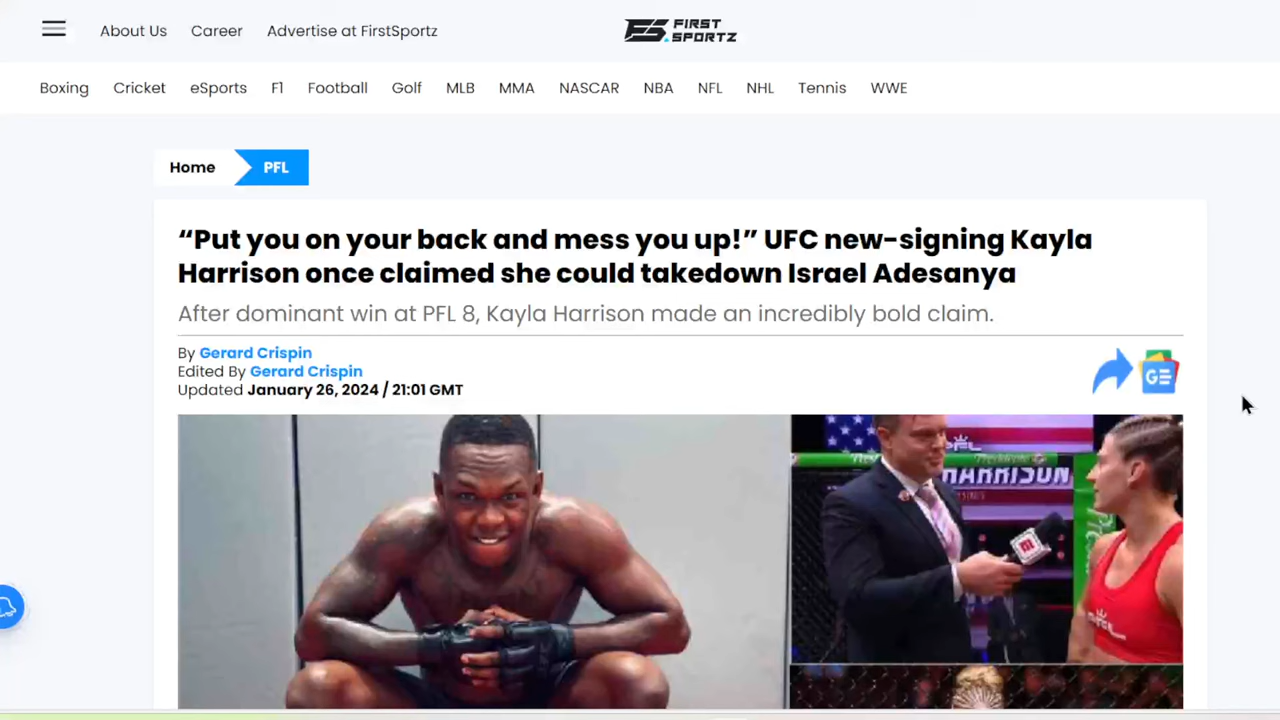 About Us Career Advertise at FirstSportz FIRST
SPORTZ
Boxing Cricket eSports F1 Football Golf MLB MMA NASCAR NBA NFL NHL Tennis WWE
Home PFL
“Put you on your back and mess you up!” UFC new-signing Kayla
Harrison once claimed she could takedown Israel Adesanya
After dominant win at PFL 8, Kayla Harrison made an incredibly bold claim.
By Gerard Crispin
Edited By Gerard Crispin
Updated January 26, 2024 / 21:01 GMT
GE
HARRISON